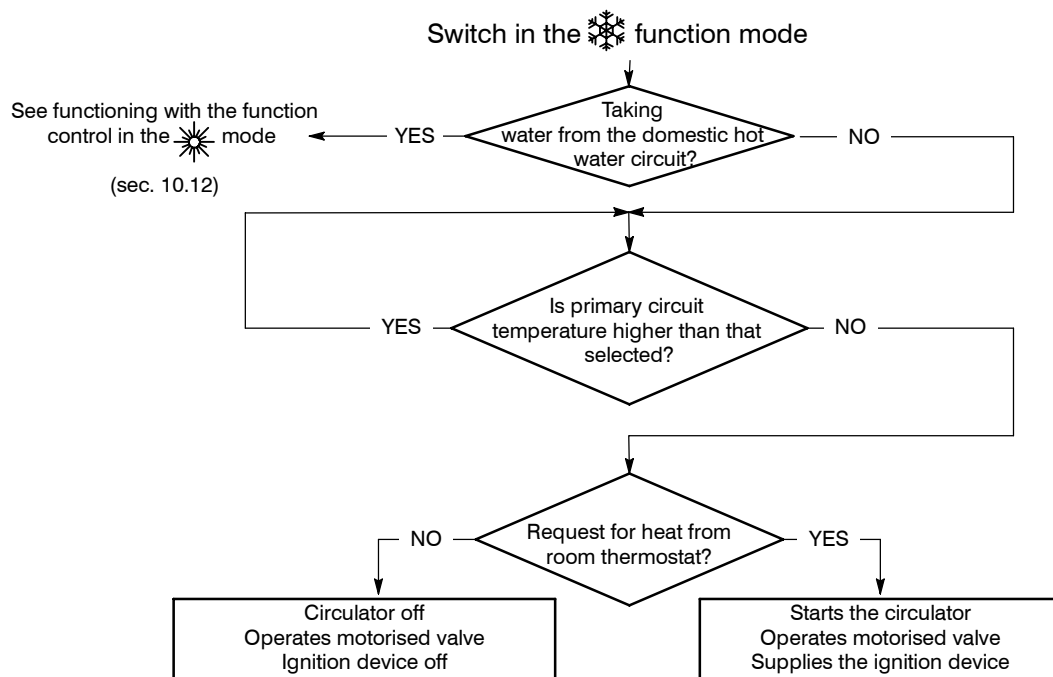 Switch in the function mode
See functioning with the function
control in the mode
(sec. 10.12)
YES
Taking
water from the domestic hot
water circuit?
NO
YES
Is primary circuit
temperature higher than that
selected?
NO
NO
Request for heat from
room thermostat?
YES
Circulator off
Operates motorised valve
Ignition device off
Starts the circulator
Operates motorised valve
Supplies the ignition device